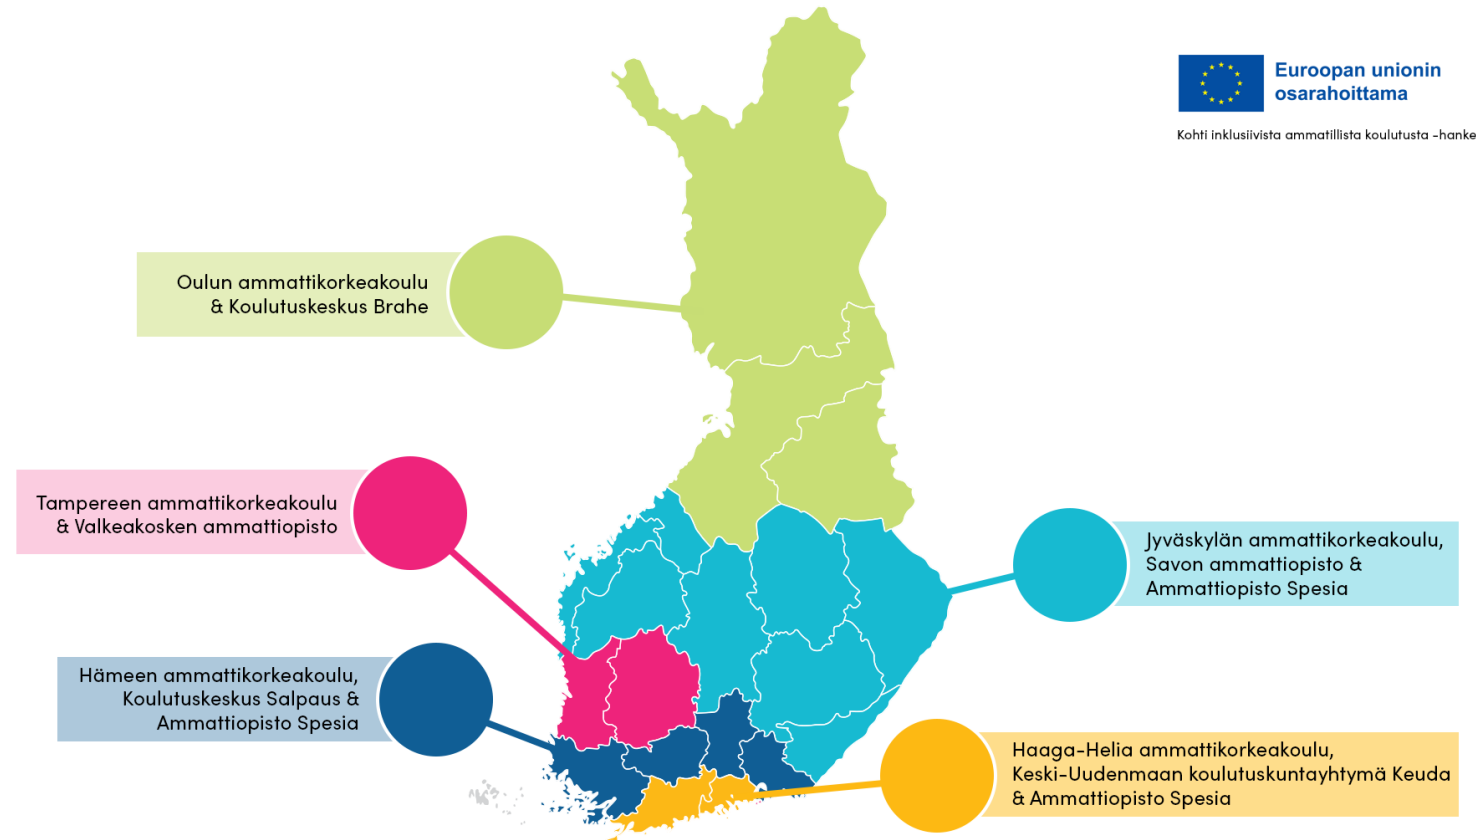 Euroopan unionin
osarahoittama
Kohti inklusiivista ammatillista koulutusta -hanke
Oulun ammattikorkeakoulu
& Koulutuskeskus Brahe
Tampereen ammattikorkeakoulu
& Valkeakosken ammattiopisto
Jyväskylän ammattikorkeakoulu,
Savon ammattiopisto &
Ammattiopisto Spesia
Hämeen ammattikorkeakoulu,
Koulutuskeskus Salpaus &
Ammattiopisto Spesia
Haaga-Helia ammattikorkeakoulu,
Keski-Uudenmaan koulutuskuntayhtymä Keuda
& Ammattiopisto Spesia